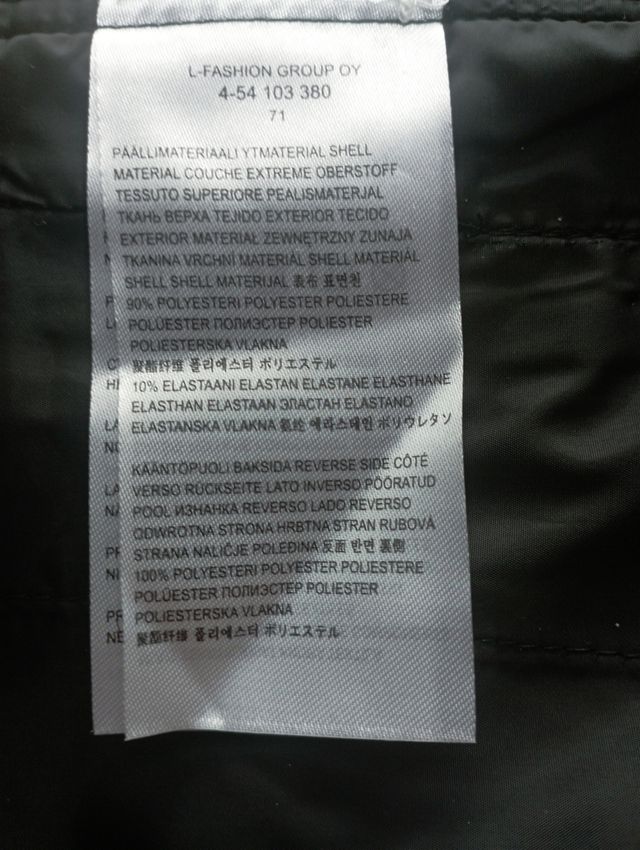 L-FASHION GROUP OY
4-54 103 380
71
PÄÄLLIMATERIAALI YTMATERIAL SHELL
MATERIAL COUCHE EXTREME OBERSTOFF
TESSUTO SUPERIORE PEALISMATERJAL
ТКАНЬ ВЕРХА TEJIDO EXTERIOR TECIDO
EXTERIOR MATERIAŁ ZEWNĘTRZNY ZUNAJA
TKANINA VRCHNÍ MATERIÁL SHELL MATERIÁL
SHELL SHELL MATERIJAL 表布 표면천
90% POLYESTERI POLYESTER POLIESTERE
POLÜESTER ПОЛИЭСТЕР POLIESTER
POLIESTERSKA VLAKNA
聚酯纤维 폴리에스터 ポリエステル
10% ELASTAANI ELASTAN ELASTANE ELASTHANE
ELASTHAN ELASTAAN ЭЛАСТАН ELASTANO
ELASTANSKA VLAKNA 氨纶 에라스테인 ポリウレタソ
KÄÄNTÖPUOLI BAKSIDA REVERSE SIDE CÔTÉ
VERSO RÜCKSEITE LATO INVERSO PÖÖRATUD
POOL ИЗНАНКА REVERSO LADO REVERSO
ODWROTNA STRONA HRBTNA STRAN RUBOVÁ
STRANA NALIČJE POLEĐINA 反面 반면 裏側
100% POLYESTERI POLYESTER POLIESTERE
POLÜESTER ПОЛИЭСТЕР POLIESTER
POLIESTERSKA VLAKNA
聚酯纤维 폴리에스터 ポリエステル